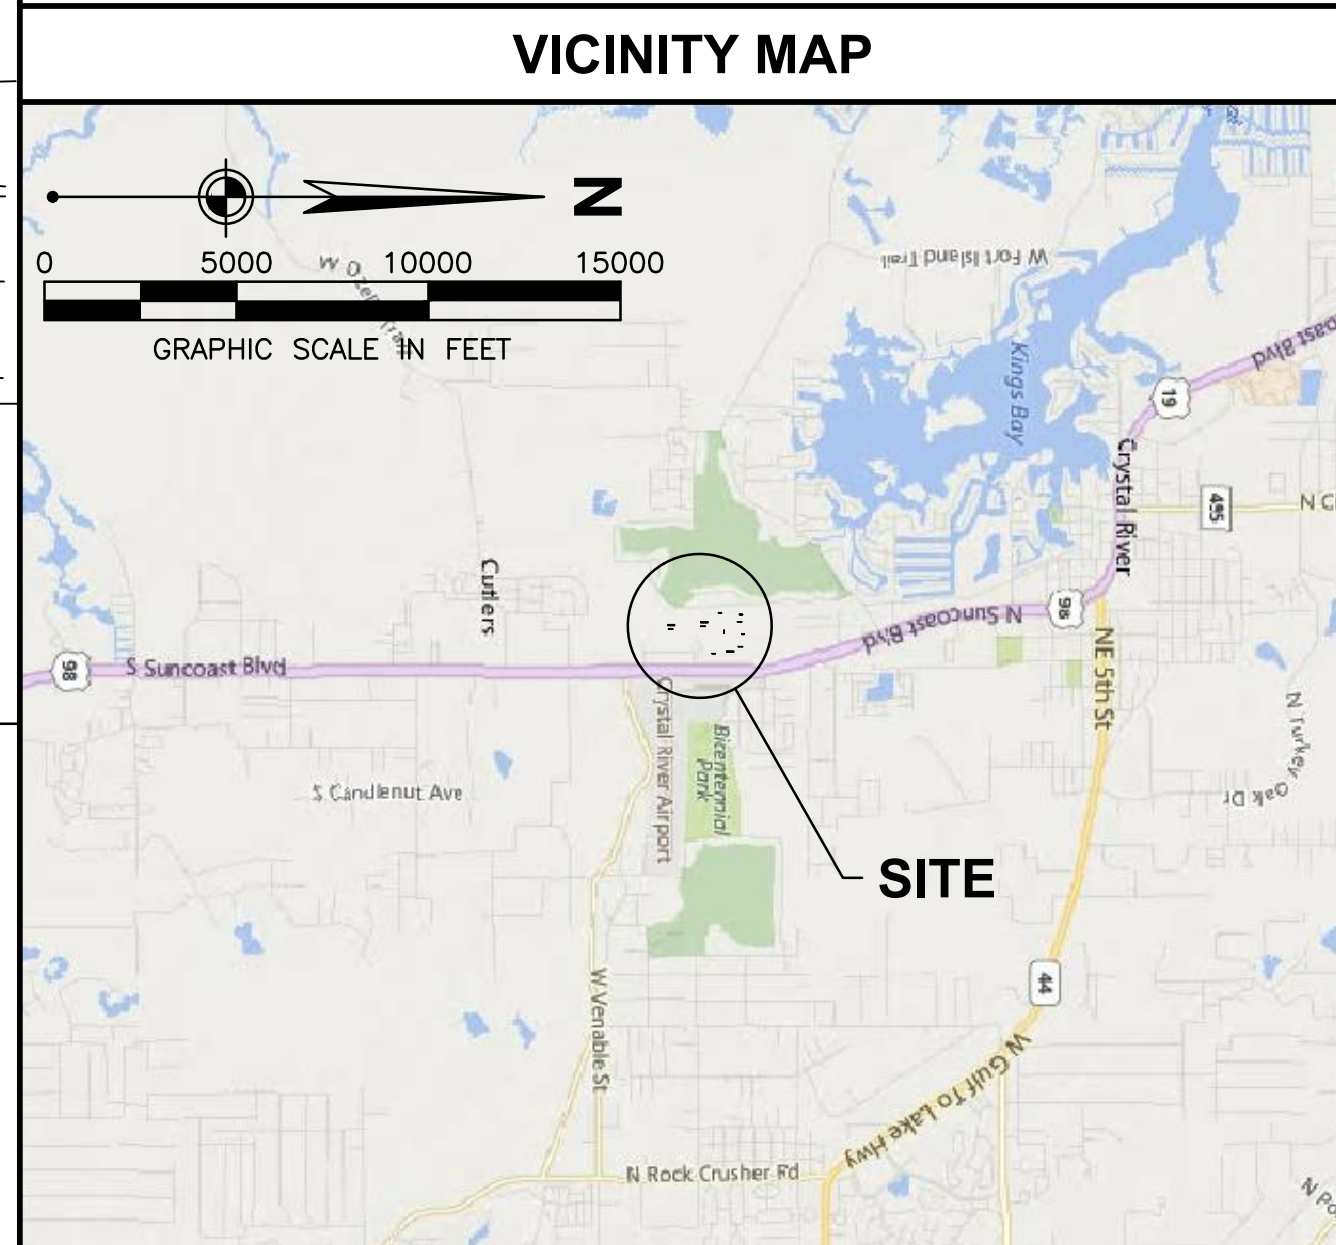 VICINITY MAP
N
0 5000 10000 15000
GRAPHIC SCALE IN FEET
W Ozello Trail
W Fort Island Trail
Kings Bay
19
Crystal River
495
Cutlers
98
S Suncoast Blvd
N Suncoast Blvd
98
NE 5th St
Crystal River Airport
Bicentennial
Park
S Candlenut Ave
N Turkey
Oak Dr
SITE
44
W Venable St
W Gulf To Lake Hwy
N Rock Crusher Rd